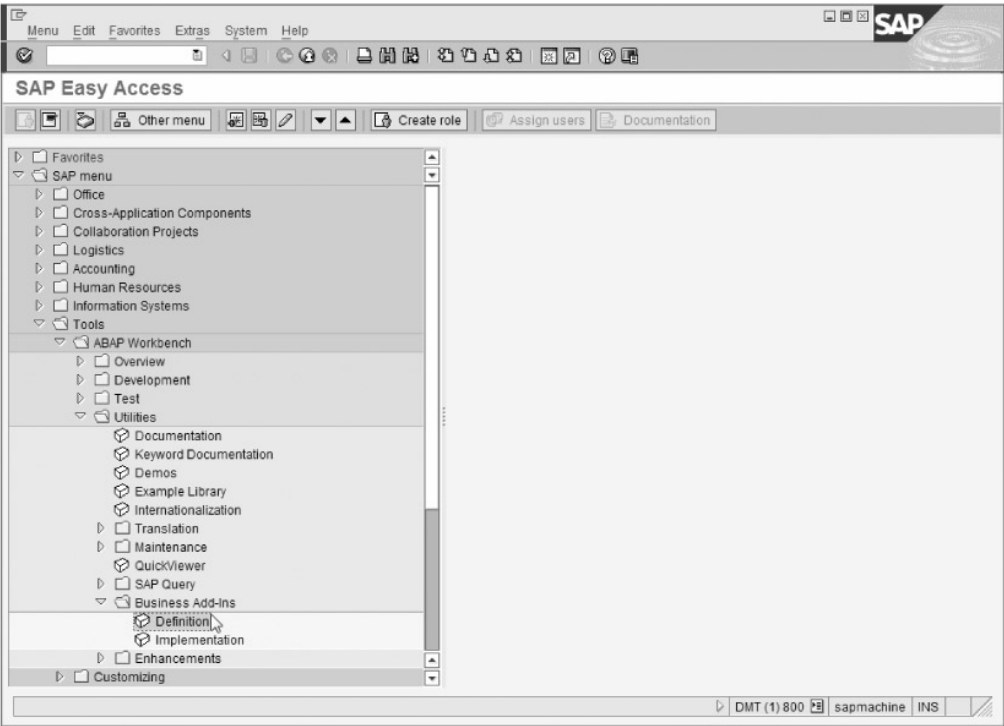 Menu Edit Favorites Extras System Help
SAP
SAP Easy Access
Other menu Create role Assign users Documentation
Favorites
SAP menu
Office
Cross-Application Components
Collaboration Projects
Logistics
Accounting
Human Resources
Information Systems
Tools
ABAP Workbench
Overview
Development
Test
Utilities
Documentation
Keyword Documentation
Demos
Example Library
Internationalization
Translation
Maintenance
QuickViewer
SAP Query
Business Add-Ins
Definition
Implementation
Enhancements
Customizing
DMT (1) 800 sapmachine INS